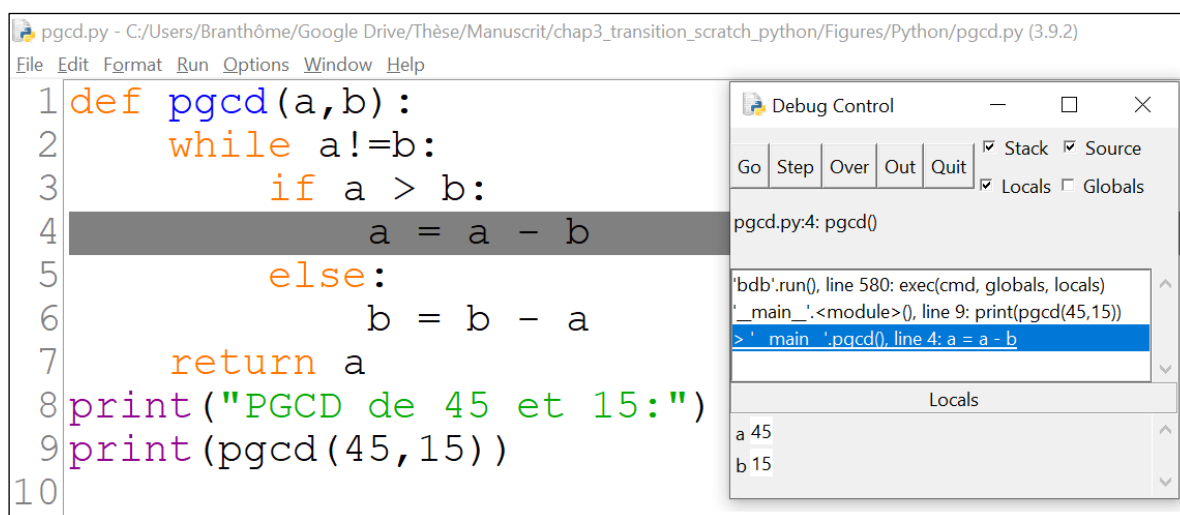 pgcd.py - C:/Users/Branthôme/Google Drive/Thèse/Manuscrit/chap3_transition_scratch_python/Figures/Python/pgcd.py (3.9.2)
File Edit Format Run Options Window Help
1 def pgcd(a,b):
2     while a!=b:
3         if a > b:
4             a = a - b
5         else:
6             b = b - a
7     return a
8 print("PGCD de 45 et 15:")
9 print(pgcd(45,15))
10
Debug Control
Go Step Over Out Quit Stack Source
Locals Globals
pgcd.py:4: pgcd()
'bdb'.run(), line 580: exec(cmd, globals, locals)
'__main__'.<module>(), line 9: print(pgcd(45,15))
> '__main__'.pgcd(), line 4: a = a - b
Locals
a 45
b 15